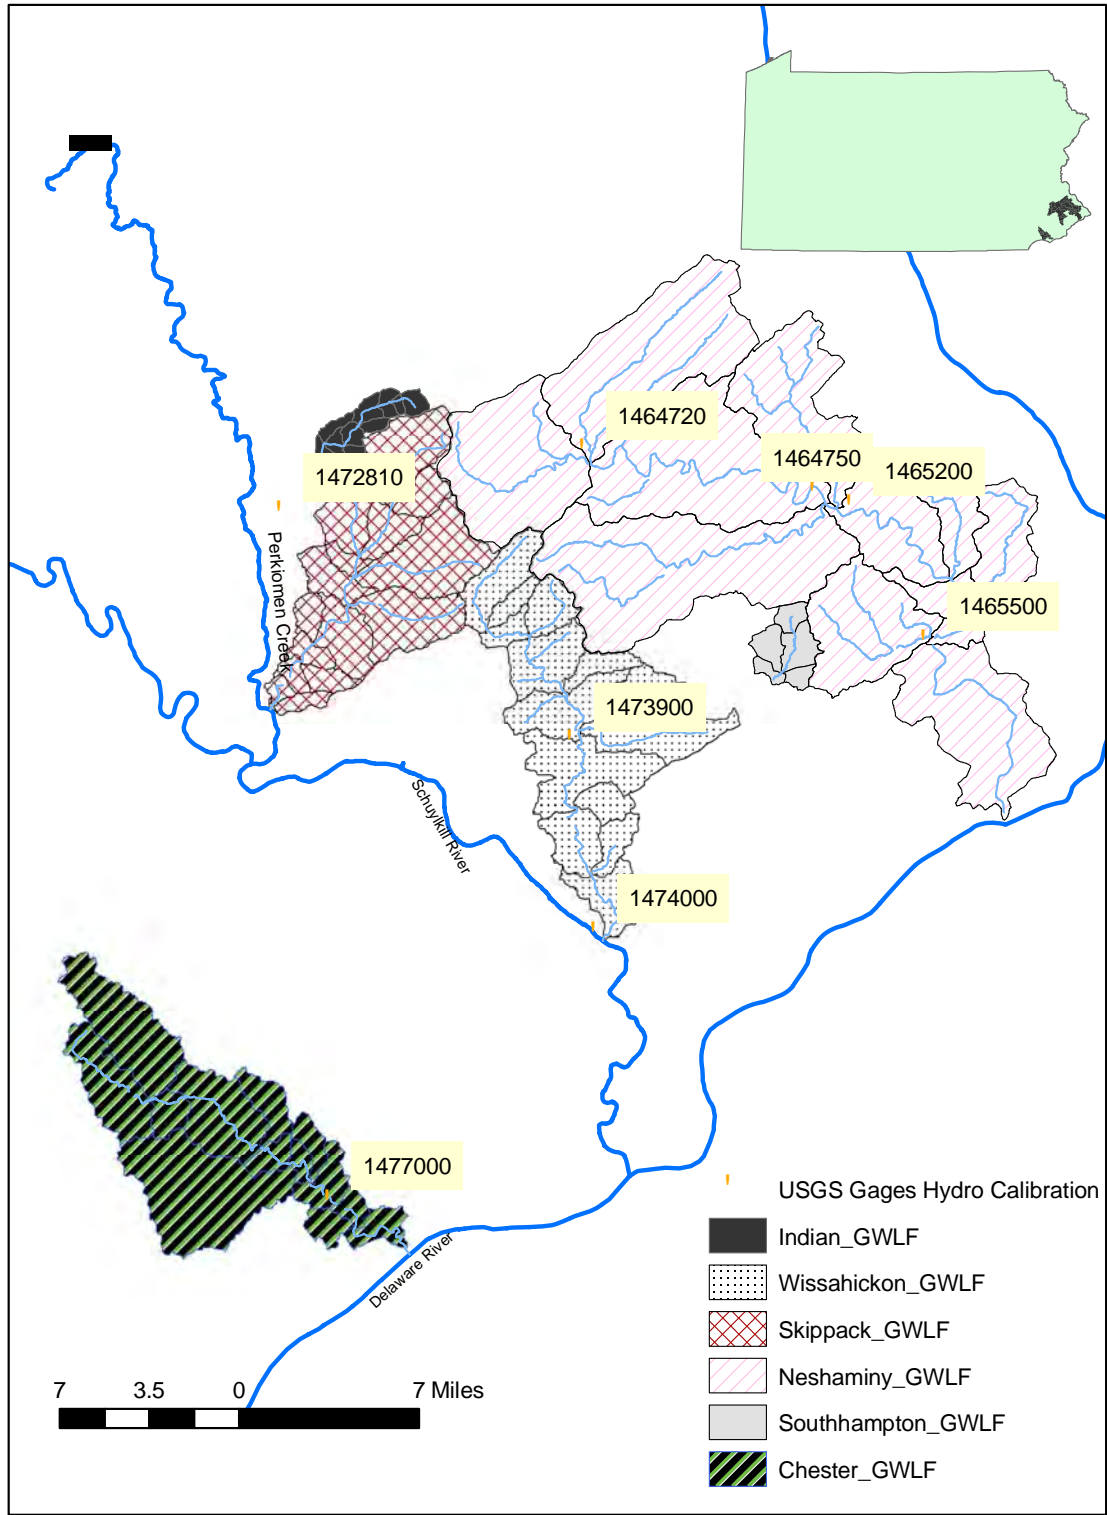 1464720
1464750
1465200
1472810
Perkiomen Creek
1465500
1473900
Schuylkill River
1474000
1477000
Delaware River
USGS Gages Hydro Calibration
Indian_GWLF
Wissahickon_GWLF
Skippack_GWLF
Neshaminy_GWLF
Southhampton_GWLF
Chester_GWLF
7 3.5 0 7 Miles